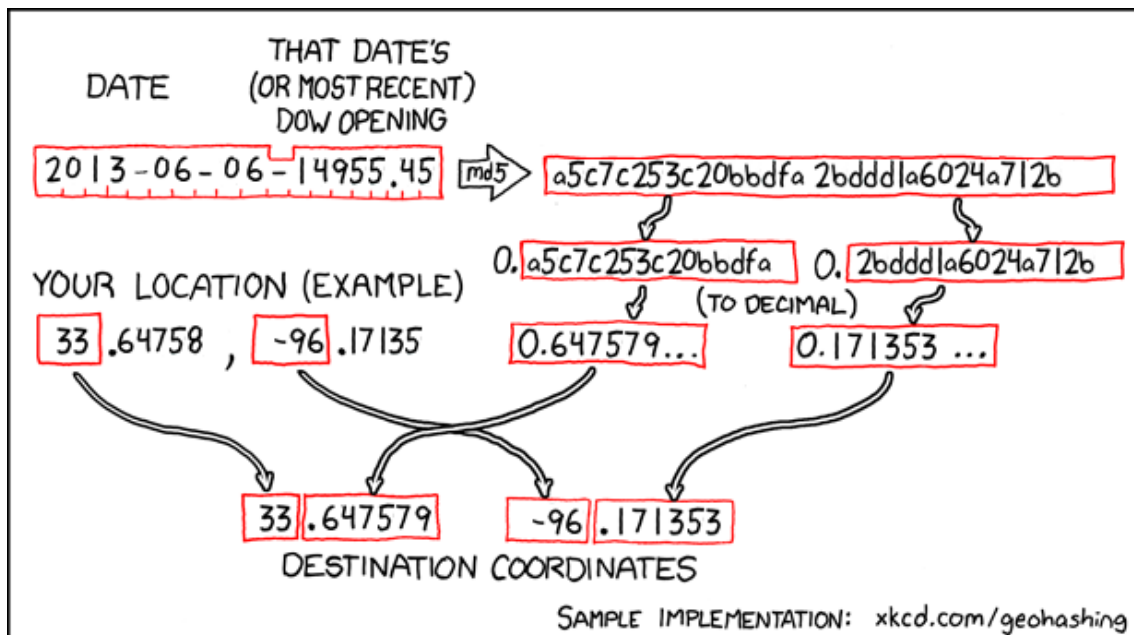 DATE
THAT DATE'S
(OR MOST RECENT)
DOW OPENING
2013-06-06-14955.45
md5
a5c7c253c20bbdfa 2bddd1a6024a712b
0. a5c7c253c20bbdfa
0. 2bddd1a6024a712b
(TO DECIMAL)
YOUR LOCATION (EXAMPLE)
33 .64758 , -96 .17135
0.647579...
0.171353 ...
33 .647579 -96 .171353
DESTINATION COORDINATES
SAMPLE IMPLEMENTATION: xkcd.com/geohashing